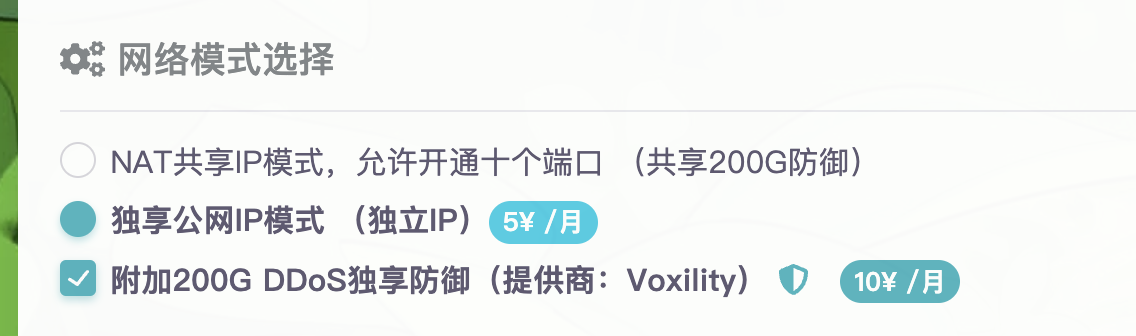 网络模式选择
NAT共享IP模式，允许开通十个端口 （共享200G防御）
独享公网IP模式 （独立IP） 5¥ /月
附加200G DDoS独享防御（提供商：Voxility） 10¥ /月